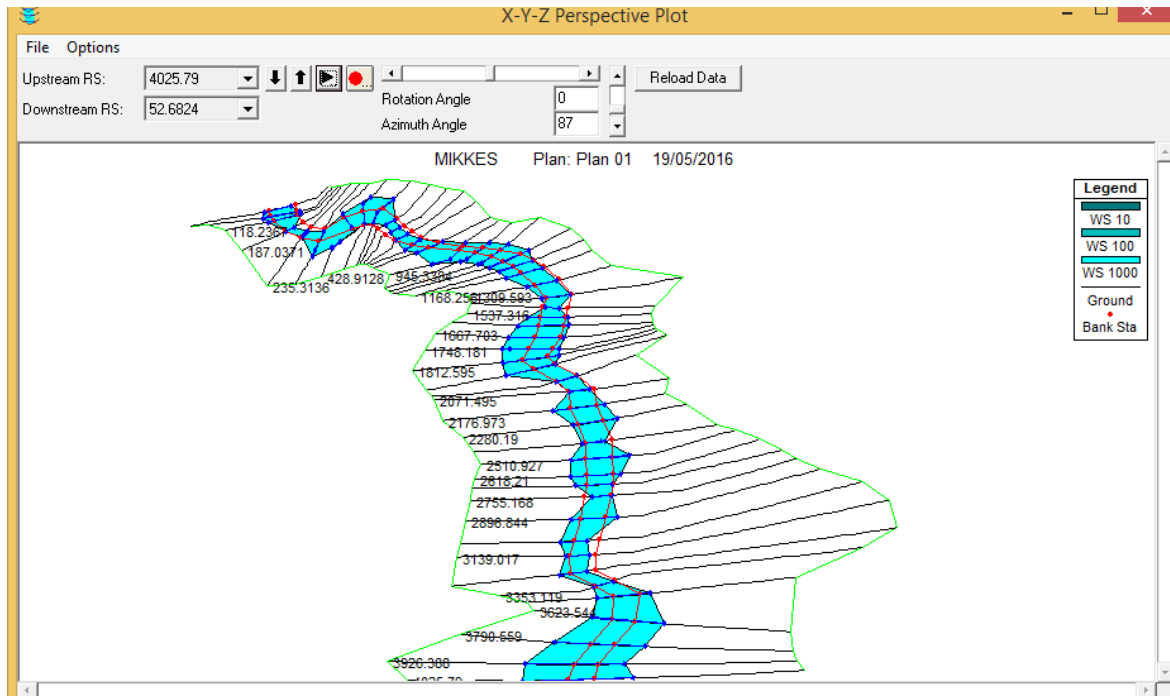 X-Y-Z Perspective Plot
File Options
Upstream RS: 4025.79
Reload Data
Rotation Angle 0
Downstream RS: 52.6824
Azimuth Angle 87
MIKKES Plan: Plan 01 19/05/2016
Legend
WS 10
WS 100
WS 1000
Ground
Bank Sta
187.0371
235.3136
428.9128
945.3384
1309.593
1537.316
1667.703
1748.181
1812.595
2071.495
2176.973
2280.19
2510.927
2618.21
2755.168
2898.844
3139.017
3353.119
3623.544
3790.559
3926.388